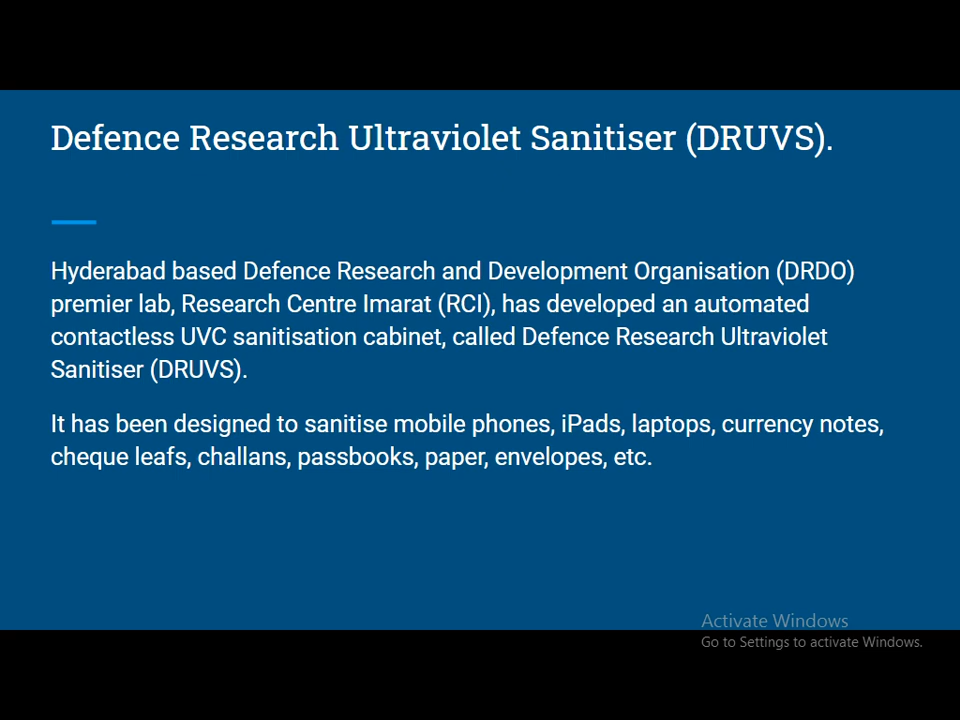 Defence Research Ultraviolet Sanitiser (DRUVS).
Hyderabad based Defence Research and Development Organisation (DRDO)
premier lab, Research Centre Imarat (RCI), has developed an automated
contactless UVC sanitisation cabinet, called Defence Research Ultraviolet
Sanitiser (DRUVS).
It has been designed to sanitise mobile phones, iPads, laptops, currency notes,
cheque leafs, challans, passbooks, paper, envelopes, etc.
Activate Windows
Go to Settings to activate Windows.